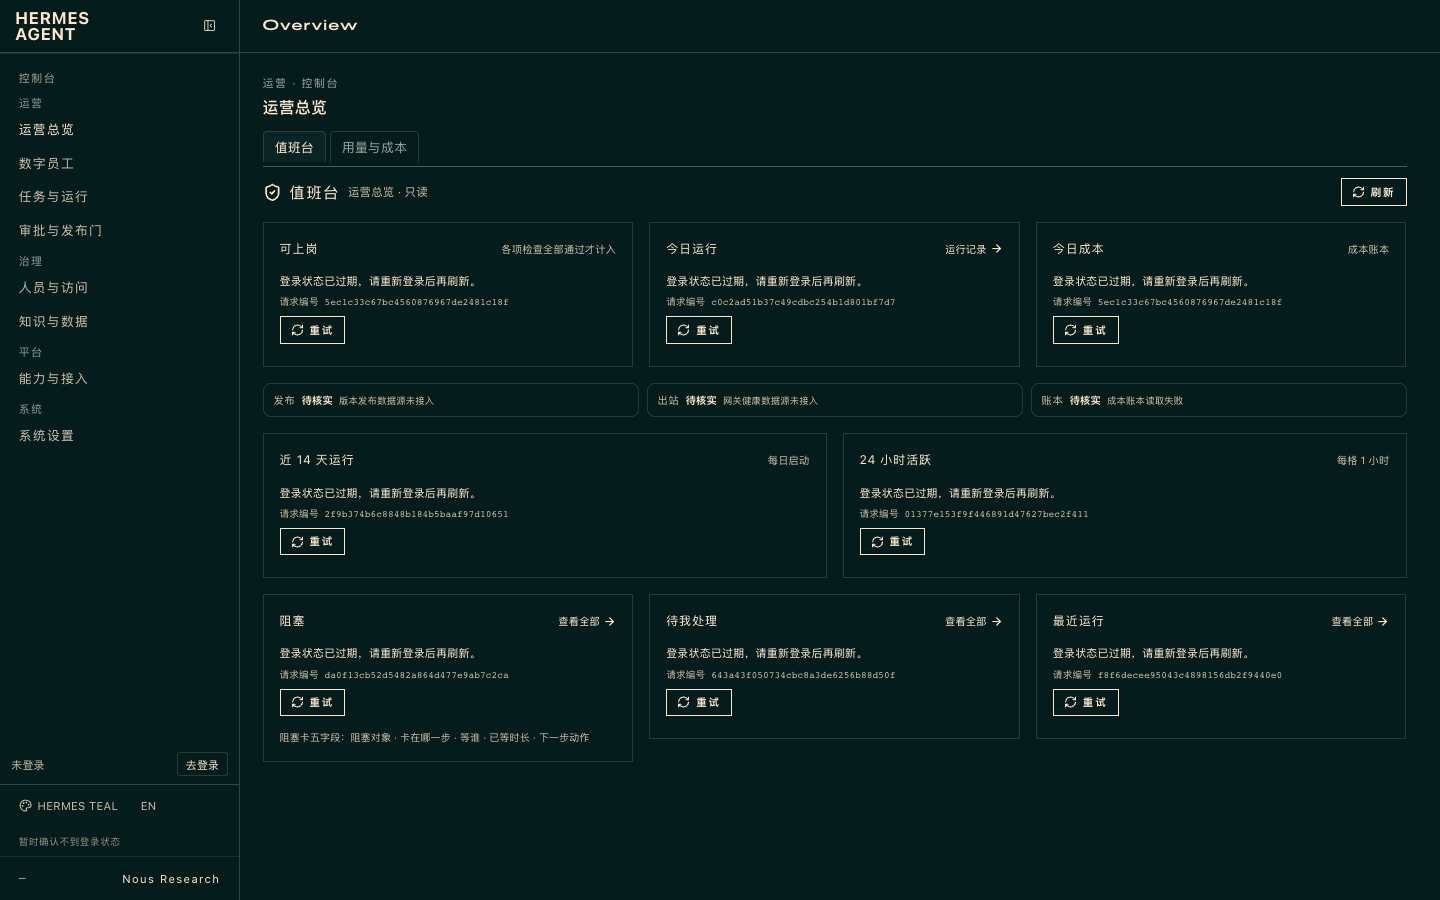 HERMES
AGENT
Overview
控制台
运营
运营总览
数字员工
任务与运行
审批与发布门
治理
人员与访问
知识与数据
平台
能力与接入
系统
系统设置
未登录
去登录
HERMES TEAL
EN
暂时确认不到登录状态
—
Nous Research
运营 · 控制台
运营总览
值班台
用量与成本
值班台
运营总览 · 只读
刷新
可上岗
各项检查全部通过才计入
登录状态已过期，请重新登录后再刷新。
请求编号 5ec1c33c67bc4560876967de2481c18f
重试
今日运行
运行记录 →
登录状态已过期，请重新登录后再刷新。
请求编号 c0c2ad51b37c49cdbc254b1d801bf7d7
重试
今日成本
成本账本
登录状态已过期，请重新登录后再刷新。
请求编号 5ec1c33c67bc4560876967de2481c18f
重试
发布 待核实 版本发布数据源未接入
出站 待核实 网关健康数据源未接入
账本 待核实 成本账本读取失败
近 14 天运行
每日启动
登录状态已过期，请重新登录后再刷新。
请求编号 2f9b374b6c8848b184b5baaf97d10651
重试
24 小时活跃
每格 1 小时
登录状态已过期，请重新登录后再刷新。
请求编号 01377e153f9f446891d47627bec2f411
重试
阻塞
查看全部 →
登录状态已过期，请重新登录后再刷新。
请求编号 da0f13cb52d5482a864d477e9ab7c2ca
重试
阻塞卡五字段：阻塞对象 · 卡在哪一步 · 等谁 · 已等时长 · 下一步动作
待我处理
查看全部 →
登录状态已过期，请重新登录后再刷新。
请求编号 643a43f050734cbc8a3de6256b88d50f
重试
最近运行
查看全部 →
登录状态已过期，请重新登录后再刷新。
请求编号 f8f6decee95043c4898156db2f9440e0
重试